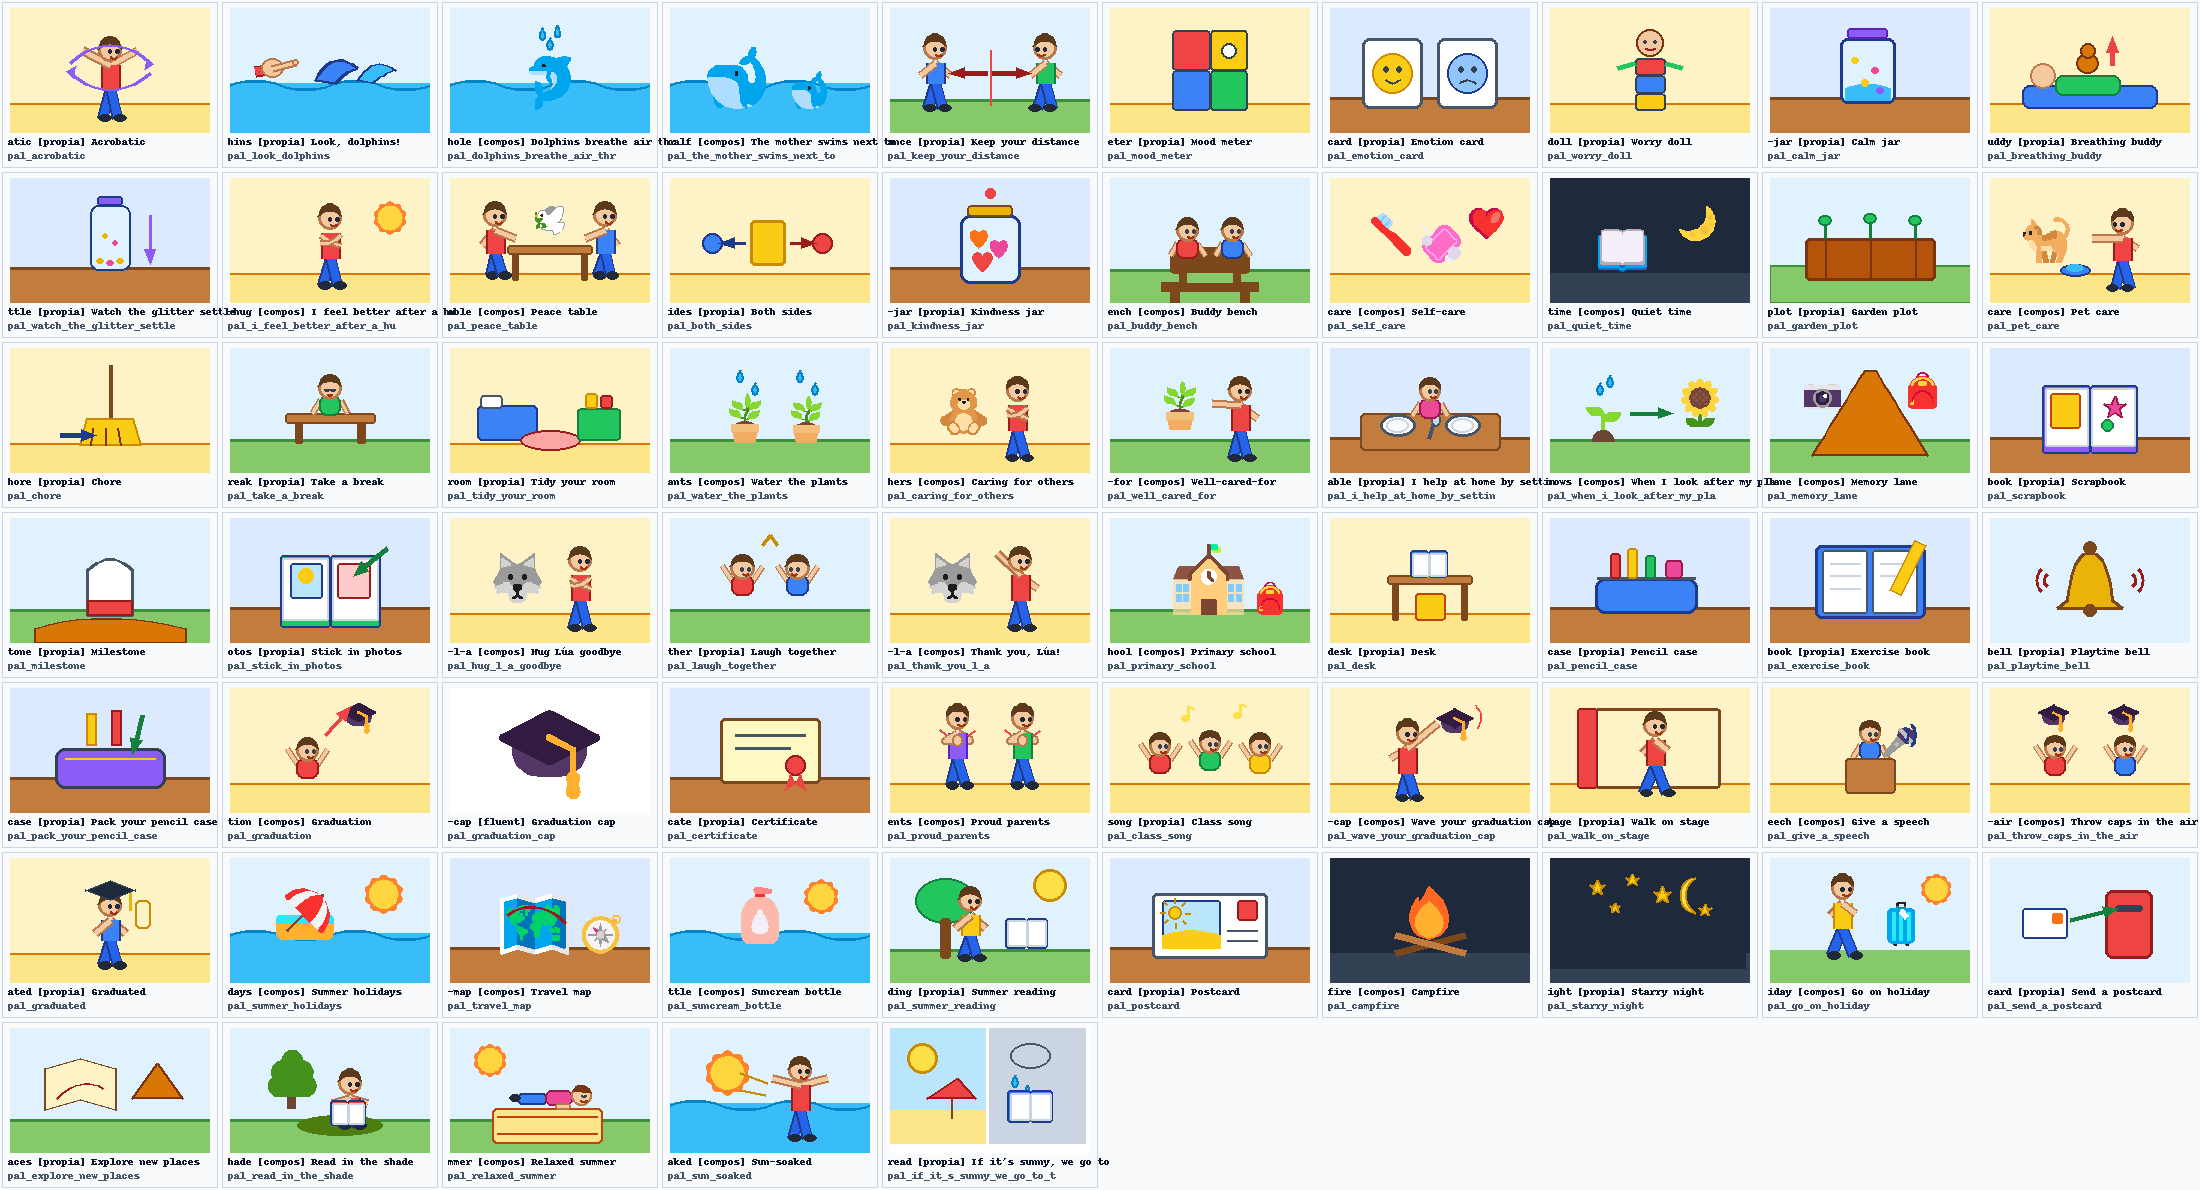 atic [propia] Acrobatic
pal_acrobatic
hins [propia] Look, dolphins!
pal_look_dolphins
hole [compos] Dolphins breathe air th
pal_dolphins_breathe_air_thr
alf [compos] The mother swims next
pal_the_mother_swims_next_to
nce [propia] Keep your distance
pal_keep_your_distance
eter [propia] Mood meter
pal_mood_meter
card [propia] Emotion card
pal_emotion_card
doll [propia] Worry doll
pal_worry_doll
-jar [propia] Calm jar
pal_calm_jar
uddy [propia] Breathing buddy
pal_breathing_buddy
ttle [propia] Watch the glitter settle
pal_watch_the_glitter_settle
hug [compos] I feel better after a
pal_i_feel_better_after_a_hu
able [compos] Peace table
pal_peace_table
ides [propia] Both sides
pal_both_sides
-jar [propia] Kindness jar
pal_kindness_jar
ench [compos] Buddy bench
pal_buddy_bench
care [compos] Self-care
pal_self_care
time [compos] Quiet time
pal_quiet_time
plot [propia] Garden plot
pal_garden_plot
care [compos] Pet care
pal_pet_care
hore [propia] Chore
pal_chore
reak [propia] Take a break
pal_take_a_break
room [propia] Tidy your room
pal_tidy_your_room
ants [compos] Water the plants
pal_water_the_plants
hers [compos] Caring for others
pal_caring_for_others
-for [compos] Well-cared-for
pal_well_cared_for
able [propia] I help at home by settin
pal_i_help_at_home_by_settin
ows [compos] When I look after my pla
pal_when_i_look_after_my_pla
lane [compos] Memory lane
pal_memory_lane
book [propia] Scrapbook
pal_scrapbook
tone [propia] Milestone
pal_milestone
otos [propia] Stick in photos
pal_stick_in_photos
-l-a [compos] Hug Lúa goodbye
pal_hug_l_a_goodbye
ther [propia] Laugh together
pal_laugh_together
-l-a [compos] Thank you, Lúa!
pal_thank_you_l_a
hool [compos] Primary school
pal_primary_school
desk [propia] Desk
pal_desk
case [propia] Pencil case
pal_pencil_case
book [propia] Exercise book
pal_exercise_book
bell [propia] Playtime bell
pal_playtime_bell
case [propia] Pack your pencil case
pal_pack_your_pencil_case
tion [compos] Graduation
pal_graduation
-cap [fluent] Graduation cap
pal_graduation_cap
cate [propia] Certificate
pal_certificate
ents [compos] Proud parents
pal_proud_parents
song [propia] Class song
pal_class_song
-cap [compos] Wave your graduation cap
pal_wave_your_graduation_cap
tage [propia] Walk on stage
pal_walk_on_stage
eech [compos] Give a speech
pal_give_a_speech
-air [compos] Throw caps in the air
pal_throw_caps_in_the_air
ated [propia] Graduated
pal_graduated
days [compos] Summer holidays
pal_summer_holidays
-map [compos] Travel map
pal_travel_map
ttle [compos] Suncream bottle
pal_suncream_bottle
ding [propia] Summer reading
pal_summer_reading
card [propia] Postcard
pal_postcard
fire [compos] Campfire
pal_campfire
ight [propia] Starry night
pal_starry_night
iday [compos] Go on holiday
pal_go_on_holiday
card [propia] Send a postcard
pal_send_a_postcard
aces [propia] Explore new places
pal_explore_new_places
hade [compos] Read in the shade
pal_read_in_the_shade
mmer [compos] Relaxed summer
pal_relaxed_summer
aked [compos] Sun-soaked
pal_sun_soaked
read [propia] If it's sunny, we go to
pal_if_it_s_sunny_we_go_to_t